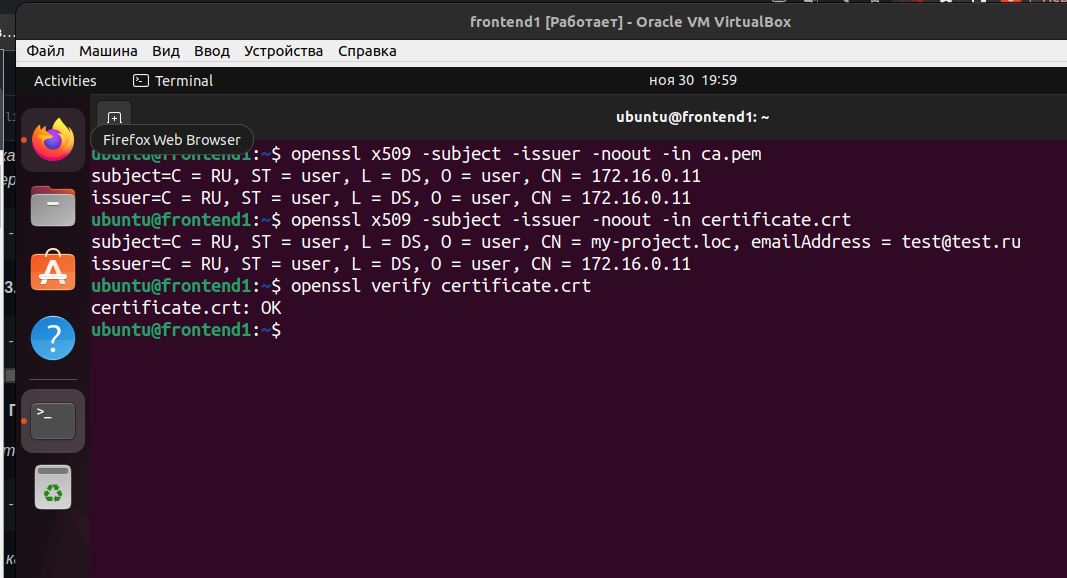 frontend1 [Работает] - Oracle VM VirtualBox
Файл Машина Вид Ввод Устройства Справка
Activities Terminal ноя 30 19:59
ubuntu@frontend1: ~
Firefox Web Browser
ubuntu@frontend1:~$ openssl x509 -subject -issuer -noout -in ca.pem
subject=C = RU, ST = user, L = DS, O = user, CN = 172.16.0.11
issuer=C = RU, ST = user, L = DS, O = user, CN = 172.16.0.11
ubuntu@frontend1:~$ openssl x509 -subject -issuer -noout -in certificate.crt
subject=C = RU, ST = user, L = DS, O = user, CN = my-project.loc, emailAddress = test@test.ru
issuer=C = RU, ST = user, L = DS, O = user, CN = 172.16.0.11
ubuntu@frontend1:~$ openssl verify certificate.crt
certificate.crt: OK
ubuntu@frontend1:~$